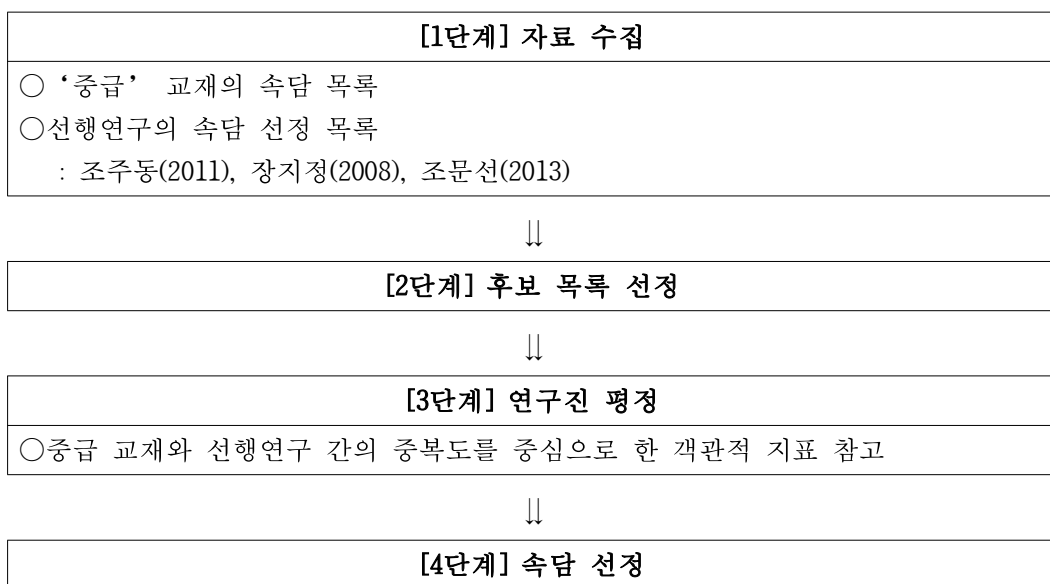 [1단계] 자료 수집
○ ‘중급’ 교재의 속담 목록
○선행연구의 속담 선정 목록
: 조주동(2011), 장지정(2008), 조문선(2013)
⇊
[2단계] 후보 목록 선정
⇊
[3단계] 연구진 평정
○중급 교재와 선행연구 간의 중복도를 중심으로 한 객관적 지표 참고
⇊
[4단계] 속담 선정